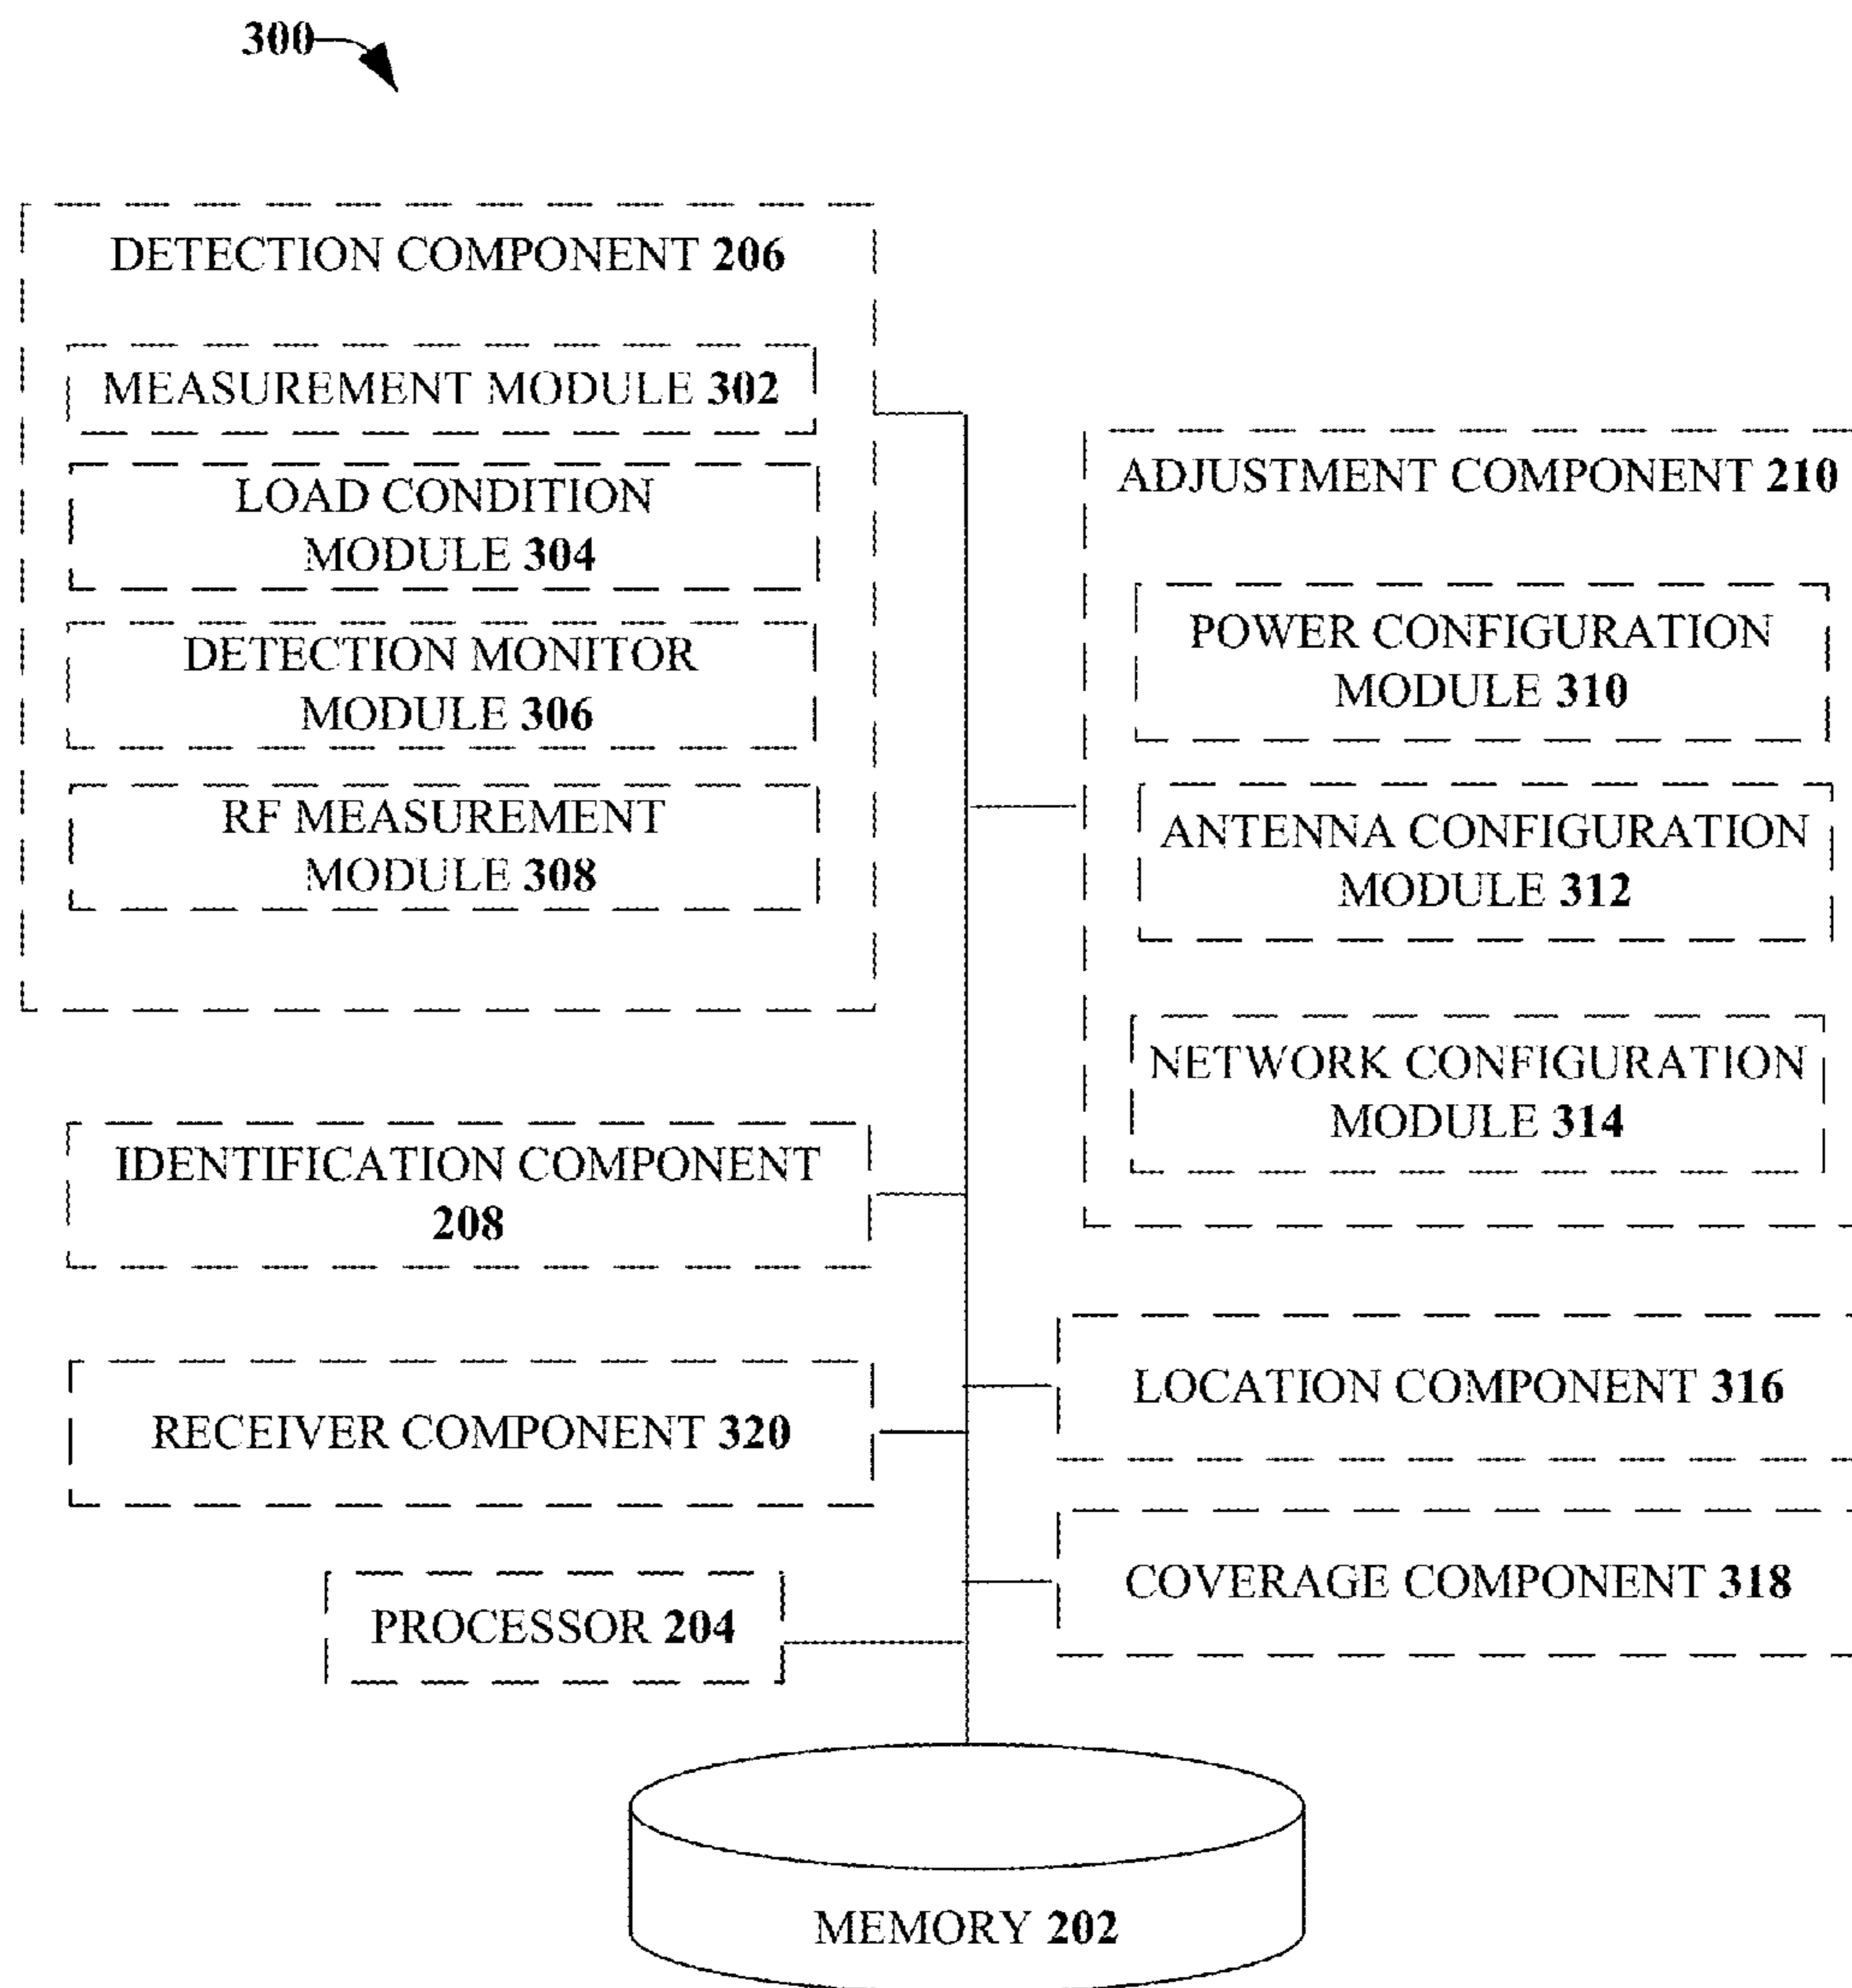 300
DETECTION COMPONENT 206
MEASUREMENT MODULE 302
LOAD CONDITION
MODULE 304
DETECTION MONITOR
MODULE 306
RF MEASUREMENT
MODULE 308
ADJUSTMENT COMPONENT 210
POWER CONFIGURATION
MODULE 310
ANTENNA CONFIGURATION
MODULE 312
NETWORK CONFIGURATION
MODULE 314
IDENTIFICATION COMPONENT
208
RECEIVER COMPONENT 320
LOCATION COMPONENT 316
COVERAGE COMPONENT 318
PROCESSOR 204
MEMORY 202